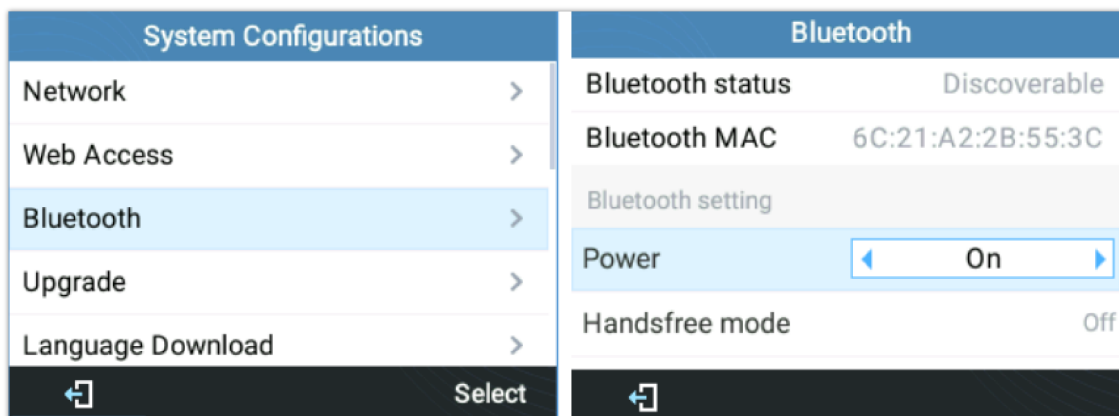 System Configurations
Network
Web Access
Bluetooth
Upgrade
Language Download
Select
Bluetooth
Bluetooth status Discoverable
Bluetooth MAC 6C:21:A2:2B:55:3C
Bluetooth setting
Power On
Handsfree mode Off